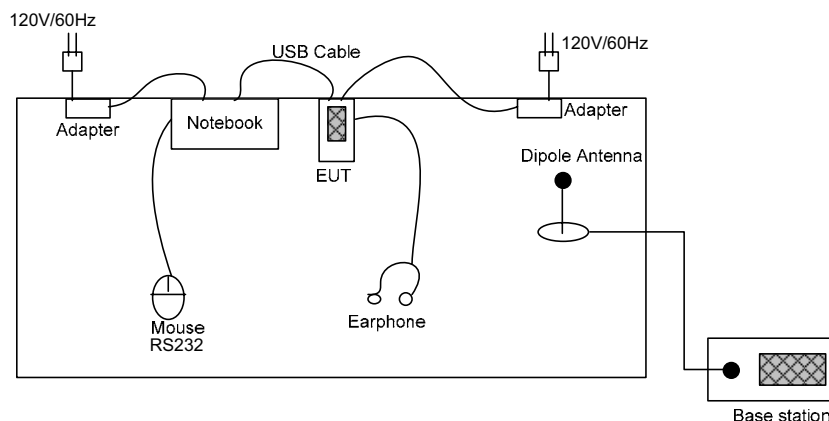 120V/60Hz
USB Cable
120V/60Hz
Adapter
Notebook
Adapter
EUT
Dipole Antenna
Mouse
RS232
Earphone
Base station